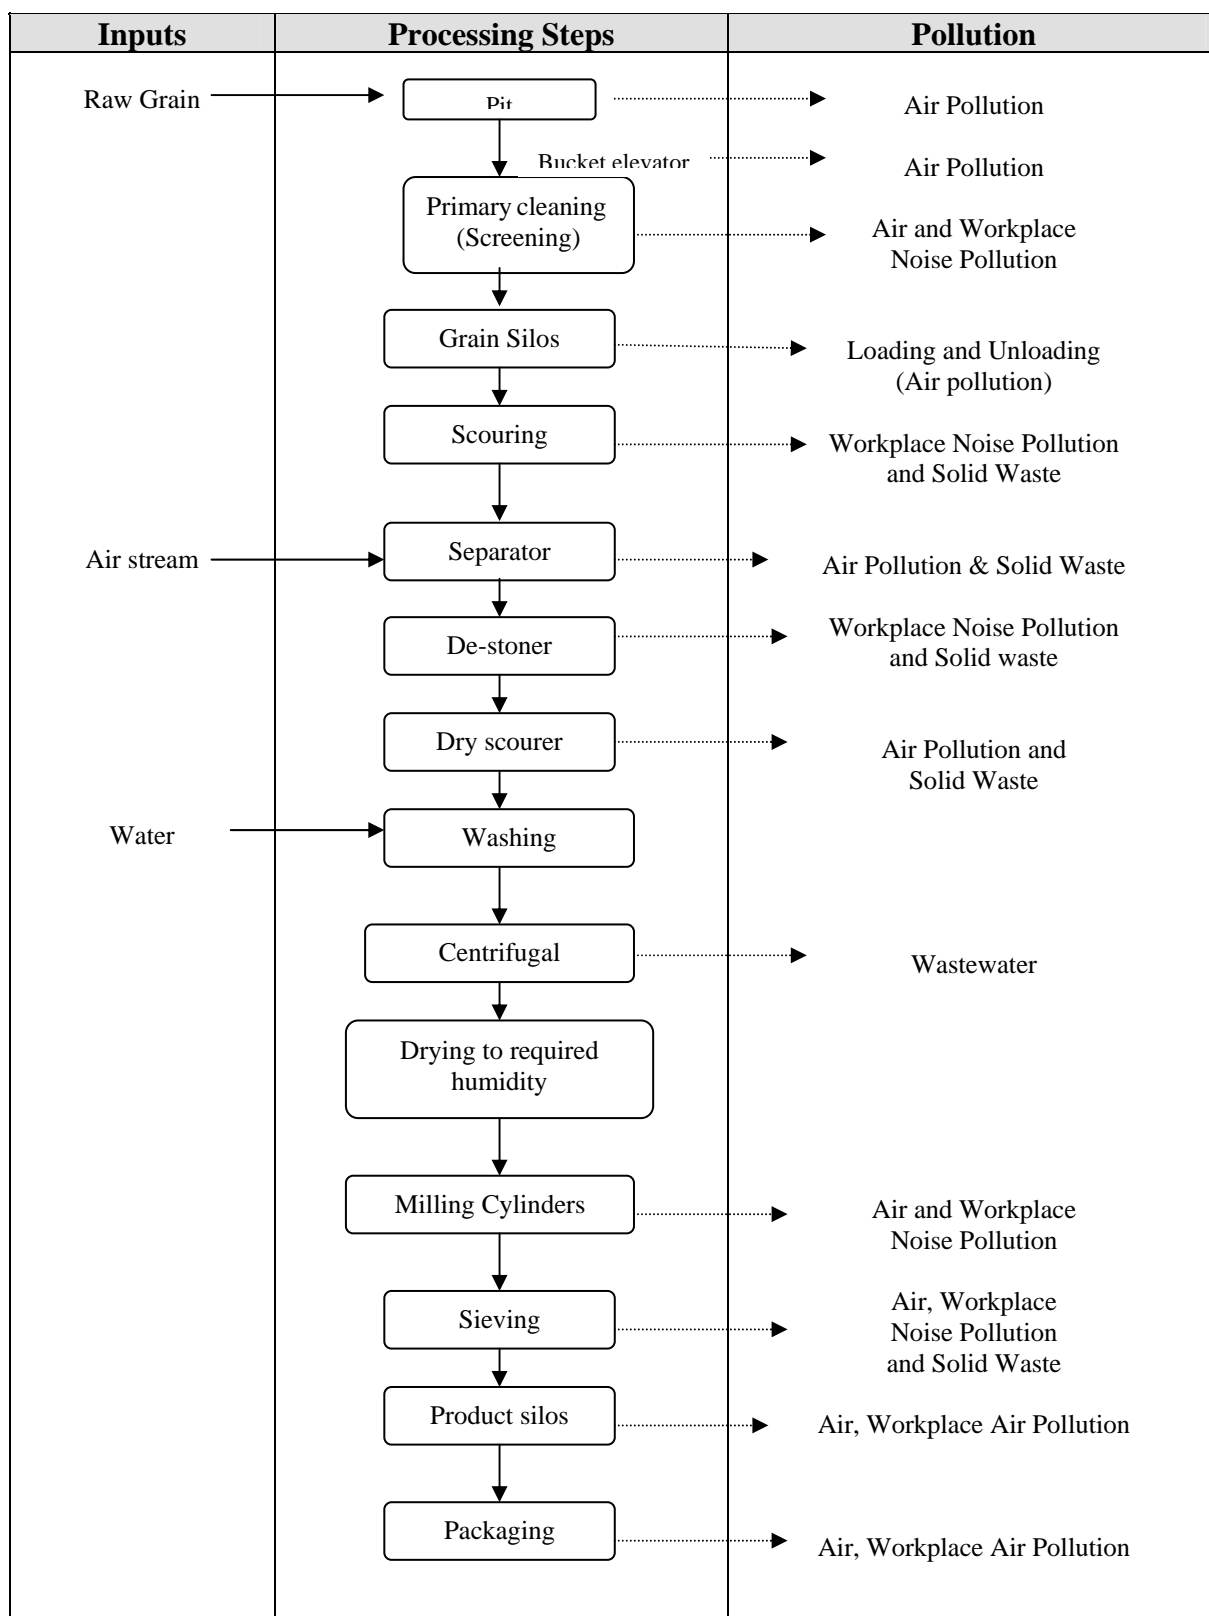 Inputs
Processing Steps
Pollution
Raw Grain
Pit
Air Pollution
Bucket elevator
Air Pollution
Primary cleaning
(Screening)
Air and Workplace
Noise Pollution
Grain Silos
Loading and Unloading
(Air pollution)
Scouring
Workplace Noise Pollution
and Solid Waste
Air stream
Separator
Air Pollution & Solid Waste
De-stoner
Workplace Noise Pollution
and Solid waste
Dry scourer
Air Pollution and
Solid Waste
Water
Washing
Centrifugal
Wastewater
Drying to required
humidity
Milling Cylinders
Air and Workplace
Noise Pollution
Sieving
Air, Workplace
Noise Pollution
and Solid Waste
Product silos
Air, Workplace Air Pollution
Packaging
Air, Workplace Air Pollution